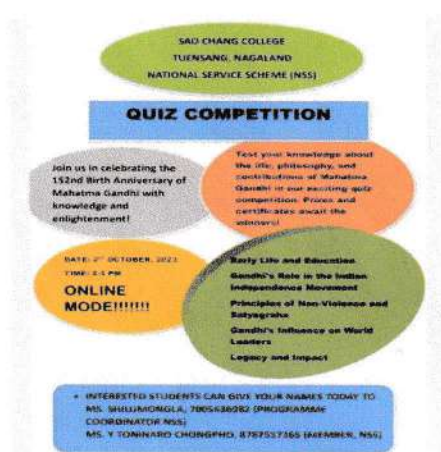 SAO CHANG COLLEGE
TUENSANG, NAGALAND
NATIONAL SERVICE SCHEME (NSS)
QUIZ COMPETITION
Join us in celebrating the
152nd Birth Anniversary of
Mahatma Gandhi with
knowledge and
enlightenment!
Test your knowledge about
the life, philosophy, and
contributions of Mahatma
Gandhi in our exciting quiz
competition. Prizes and
certificates await the
winners!
DATE: 2ND OCTOBER,
TIME: PM
ONLINE
MODE!!!!!!!
Early Life and Education
Gandhi's Role in the Indian
Independence Movement
Principles of Non-Violence and
Satyagraha
Gandhi's Influence on World
Leaders
Legacy and Impact
• INTERESTED STUDENTS CAN GIVE YOUR NAMES TODAY TO
MS. (PROGRAMME
COORDINATOR NSS)
MS. Y (MEMBER, NSS)